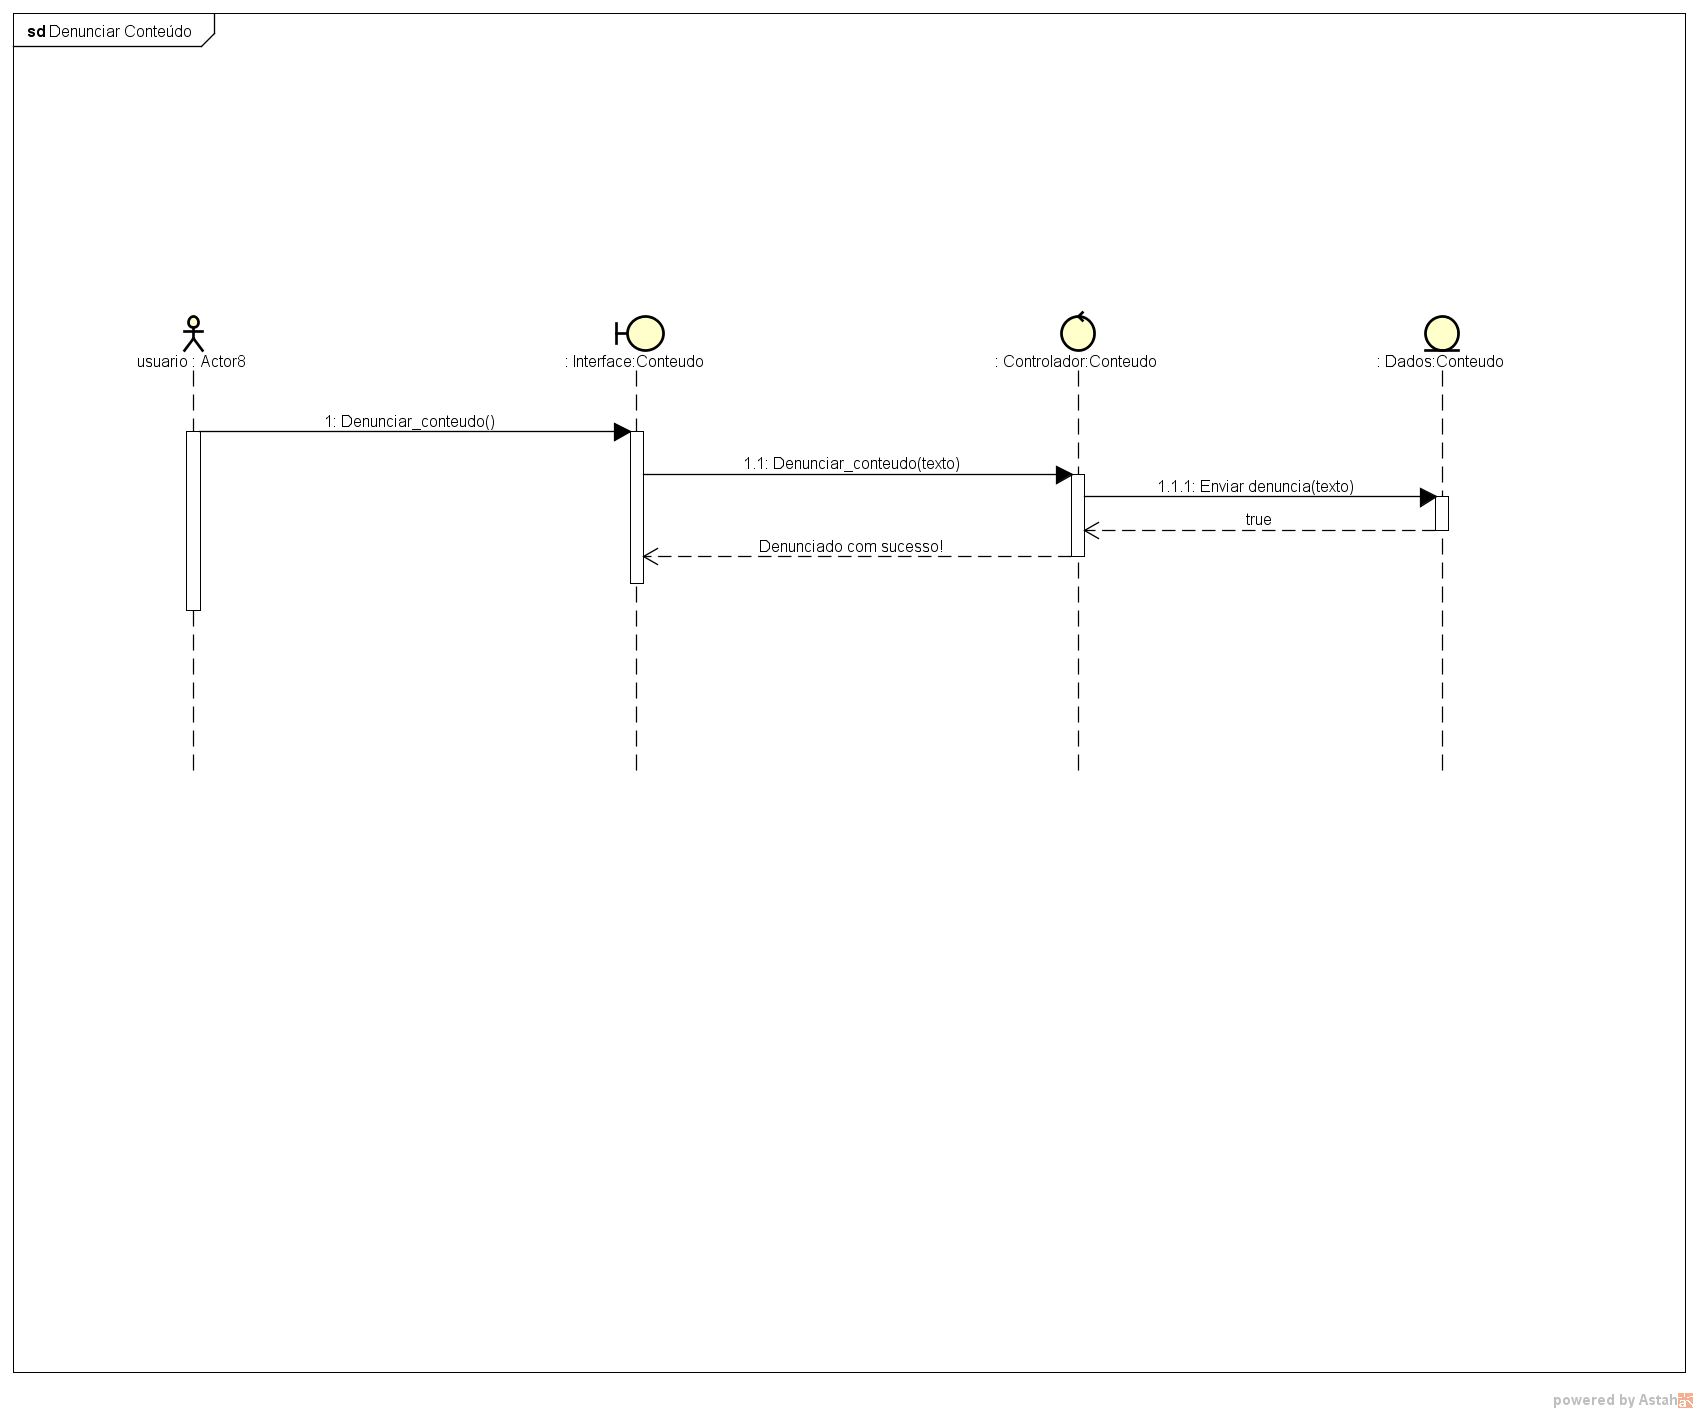 sd Denunciar Conteúdo
usuario : Actor8
: Interface:Conteudo
: Controlador:Conteudo
: Dados:Conteudo
1: Denunciar_conteudo()
1.1: Denunciar_conteudo(texto)
1.1.1: Enviar denuncia(texto)
true
Denunciado com sucesso!
powered by Astah